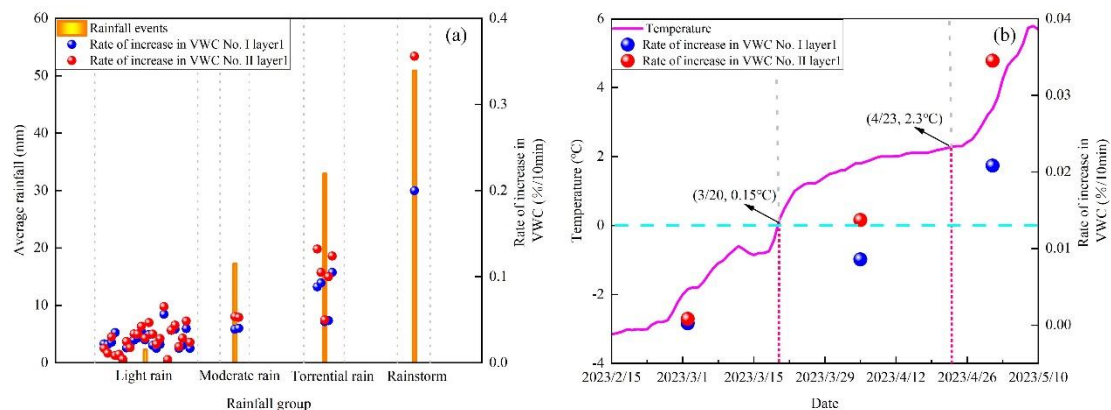 Rainfall events
Rate of increase in VWC No. I layer1
Rate of increase in VWC No. II layer1
(a)
60
50
40
30
20
10
0
Average rainfall (mm)
0.4
0.3
0.2
0.1
0.0
Rate of increase in
VWC (%/10min)
Light rain
Moderate rain
Torrential rain
Rainstorm
Rainfall group
Temperature
Rate of increase in VWC No. I layer1
Rate of increase in VWC No. II layer1
(b)
6
4
2
0
-2
-4
Temperature (°C)
(3/20, 0.15°C)
(4/23, 2.3°C)
0.04
0.03
0.02
0.01
0.00
Rate of increase in
VWC (%/10min)
2023/2/15
2023/3/1
2023/3/15
2023/3/29
2023/4/12
2023/4/26
2023/5/10
Date